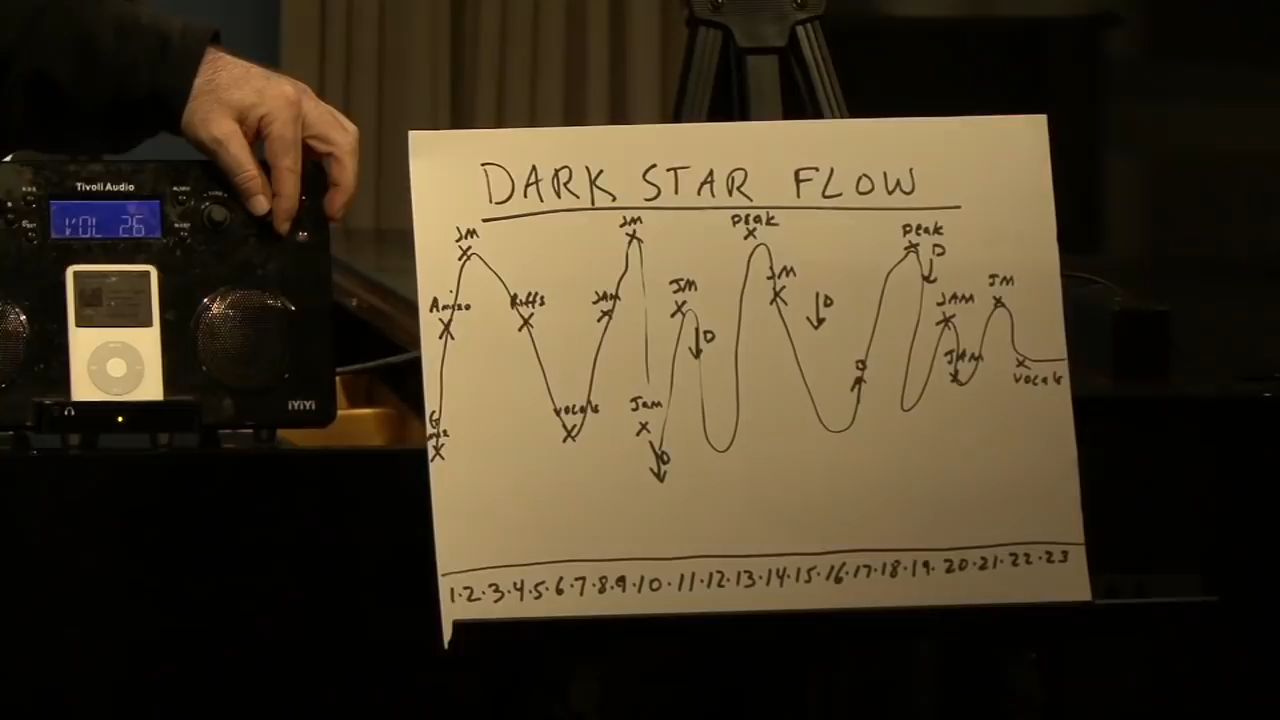 Tivoli Audio
VOL 26
iYiYi
DARK STAR FLOW
JM
JM
peak
peak
D
JM
JM
JM
Riffs
JAM
D
D
JAM
D
JAM
vocals
vocals
Jam
D
1·2·3·4·5·6·7·8·9·10·11·12·13·14·15·16·17·18·19·20·21·22·23